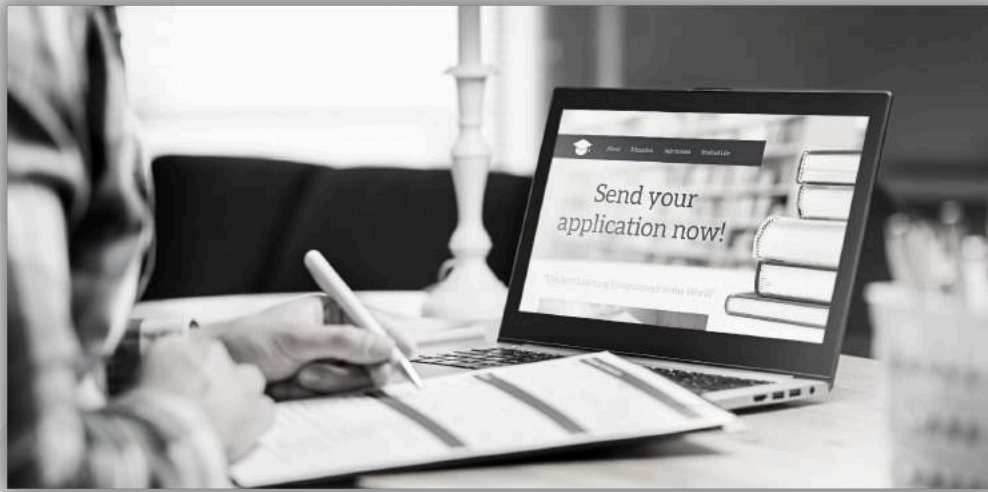 About Education Admissions Student Life
Send your
application now!
"The Best Learning Environment in the World"